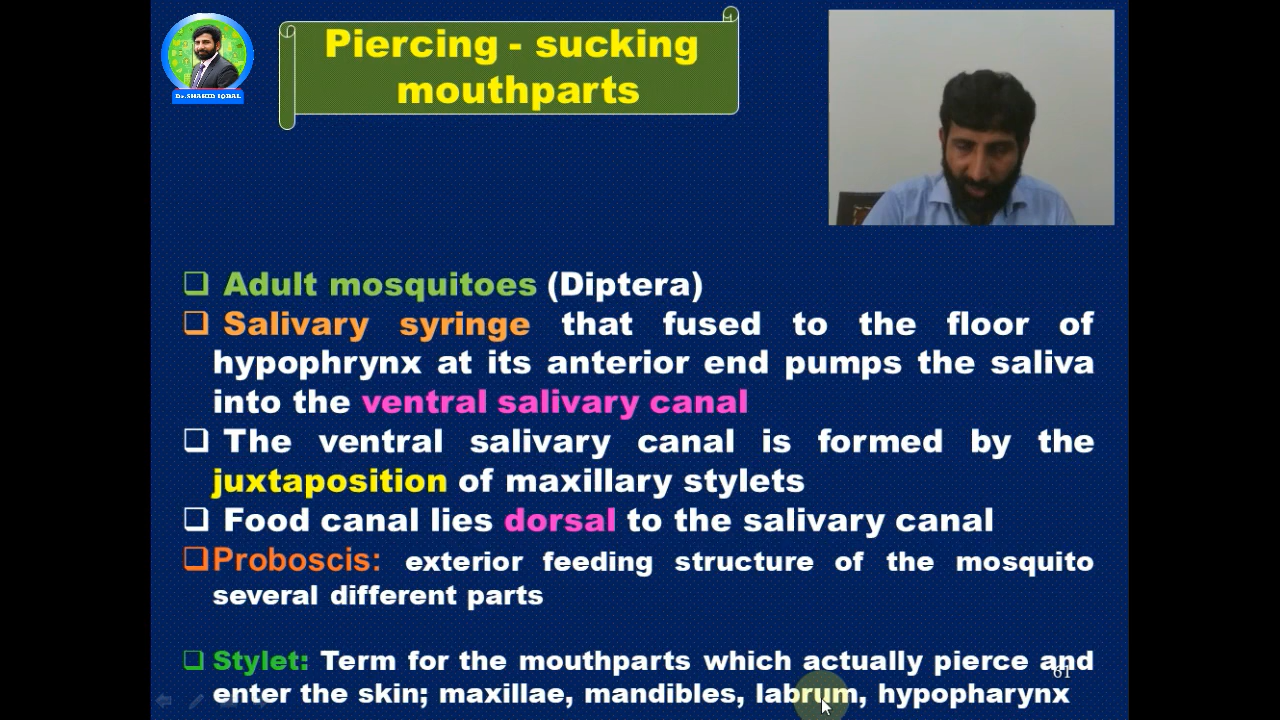 Dr.SHAHID IQBAL
Piercing - sucking
mouthparts
Adult mosquitoes (Diptera)
Salivary syringe that fused to the floor of
hypophrynx at its anterior end pumps the saliva
into the ventral salivary canal
The ventral salivary canal is formed by the
juxtaposition of maxillary stylets
Food canal lies dorsal to the salivary canal
Proboscis: exterior feeding structure of the mosquito
several different parts
Stylet: Term for the mouthparts which actually pierce and
61
enter the skin; maxillae, mandibles, labrum, hypopharynx